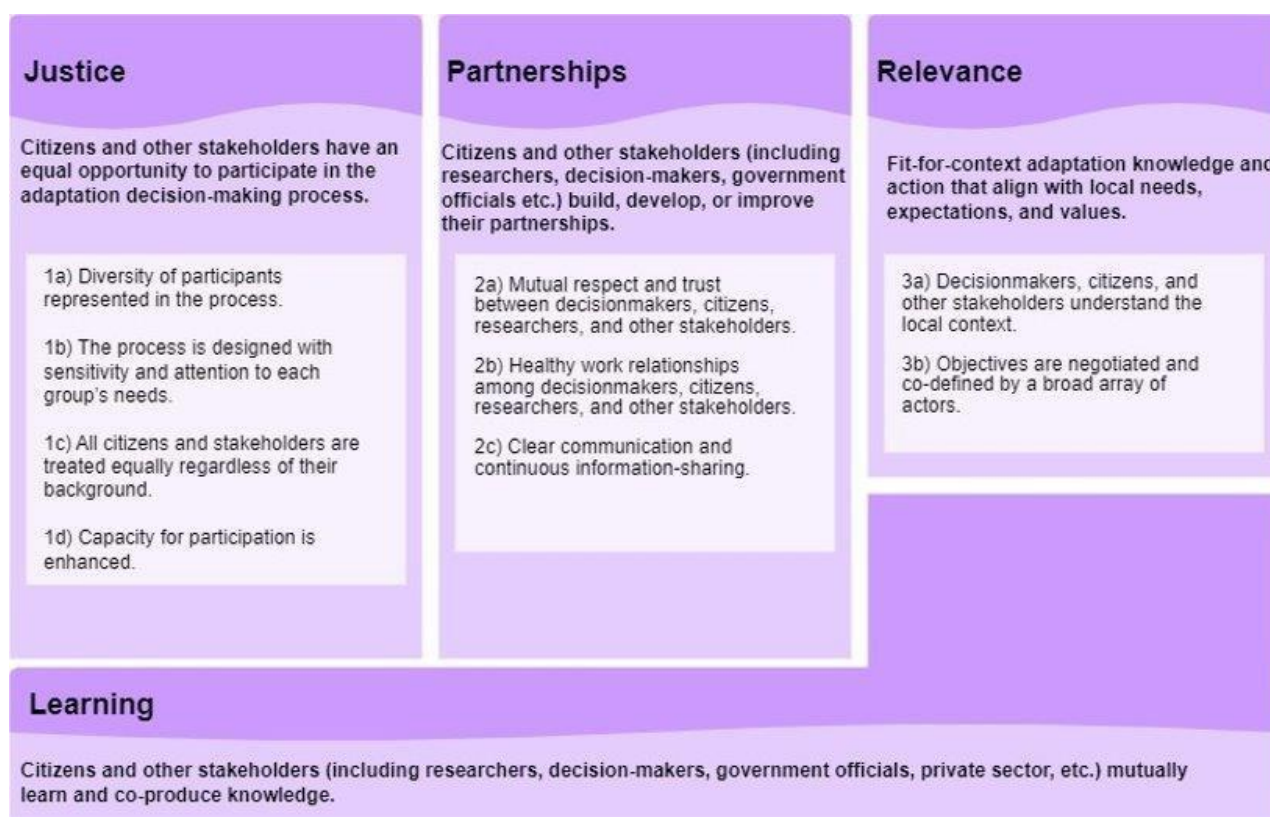 Justice
Citizens and other stakeholders have an
equal opportunity to participate in the
adaptation decision-making process.
1a) Diversity of participants
represented in the process.
1b) The process is designed with
sensitivity and attention to each
group's needs.
1c) All citizens and stakeholders are
treated equally regardless of their
background.
1d) Capacity for participation is
enhanced.
Partnerships
Citizens and other stakeholders (including
researchers, decision-makers, government
officials etc.) build, develop, or improve
their partnerships.
2a) Mutual respect and trust
between decisionmakers, citizens,
researchers, and other stakeholders.
2b) Healthy work relationships
among decisionmakers, citizens,
researchers, and other stakeholders.
2c) Clear communication and
continuous information-sharing.
Relevance
Fit-for-context adaptation knowledge and
action that align with local needs,
expectations, and values.
3a) Decisionmakers, citizens, and
other stakeholders understand the
local context.
3b) Objectives are negotiated and
co-defined by a broad array of
actors.
Learning
Citizens and other stakeholders (including researchers, decision-makers, government officials, private sector, etc.) mutually
learn and co-produce knowledge.